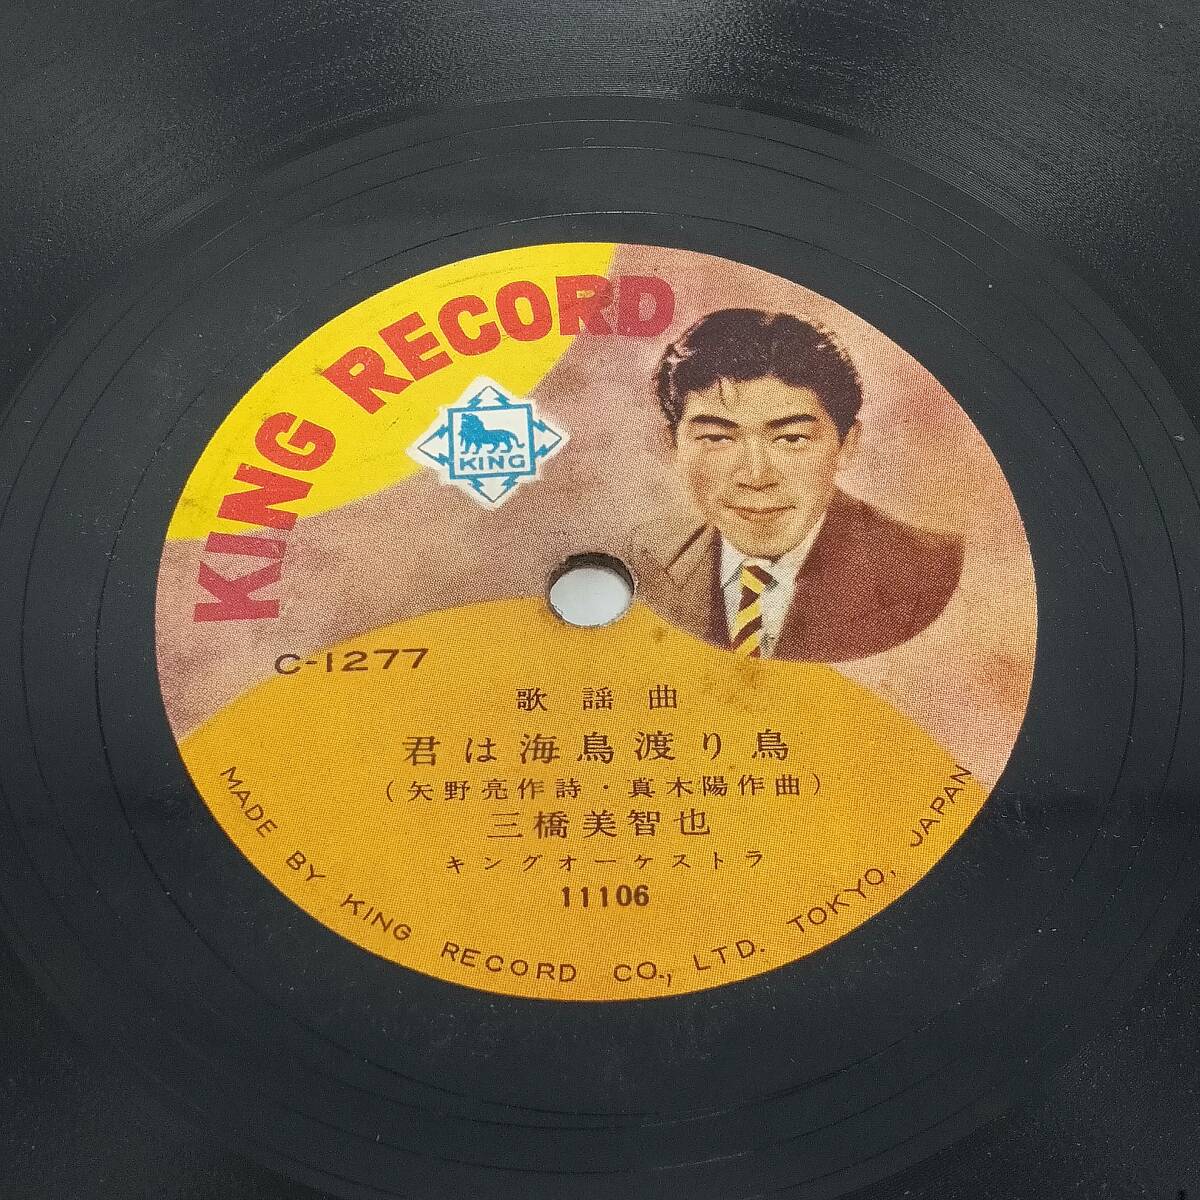 KING RECORD
KING
C-1277
歌謡曲
君は海鳥渡り鳥
（矢野亮作詩・真木陽作曲）
三橋美智也
キングオーケストラ
11106
MADE BY KING RECORD CO., LTD. TOKYO, JAPAN